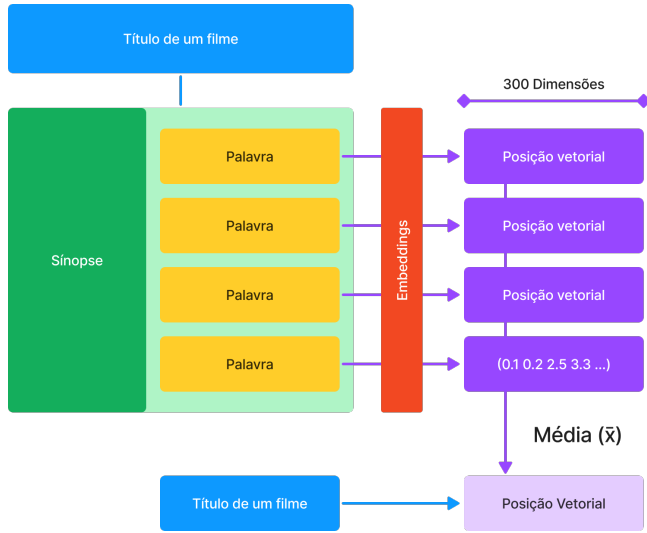 Título de um filme
300 Dimensões
Palavra
Posição vetorial
Palavra
Posição vetorial
Sínopse
Embeddings
Palavra
Posição vetorial
Palavra
(0.1 0.2 2.5 3.3 ...)
Média (x̄)
Título de um filme
Posição Vetorial